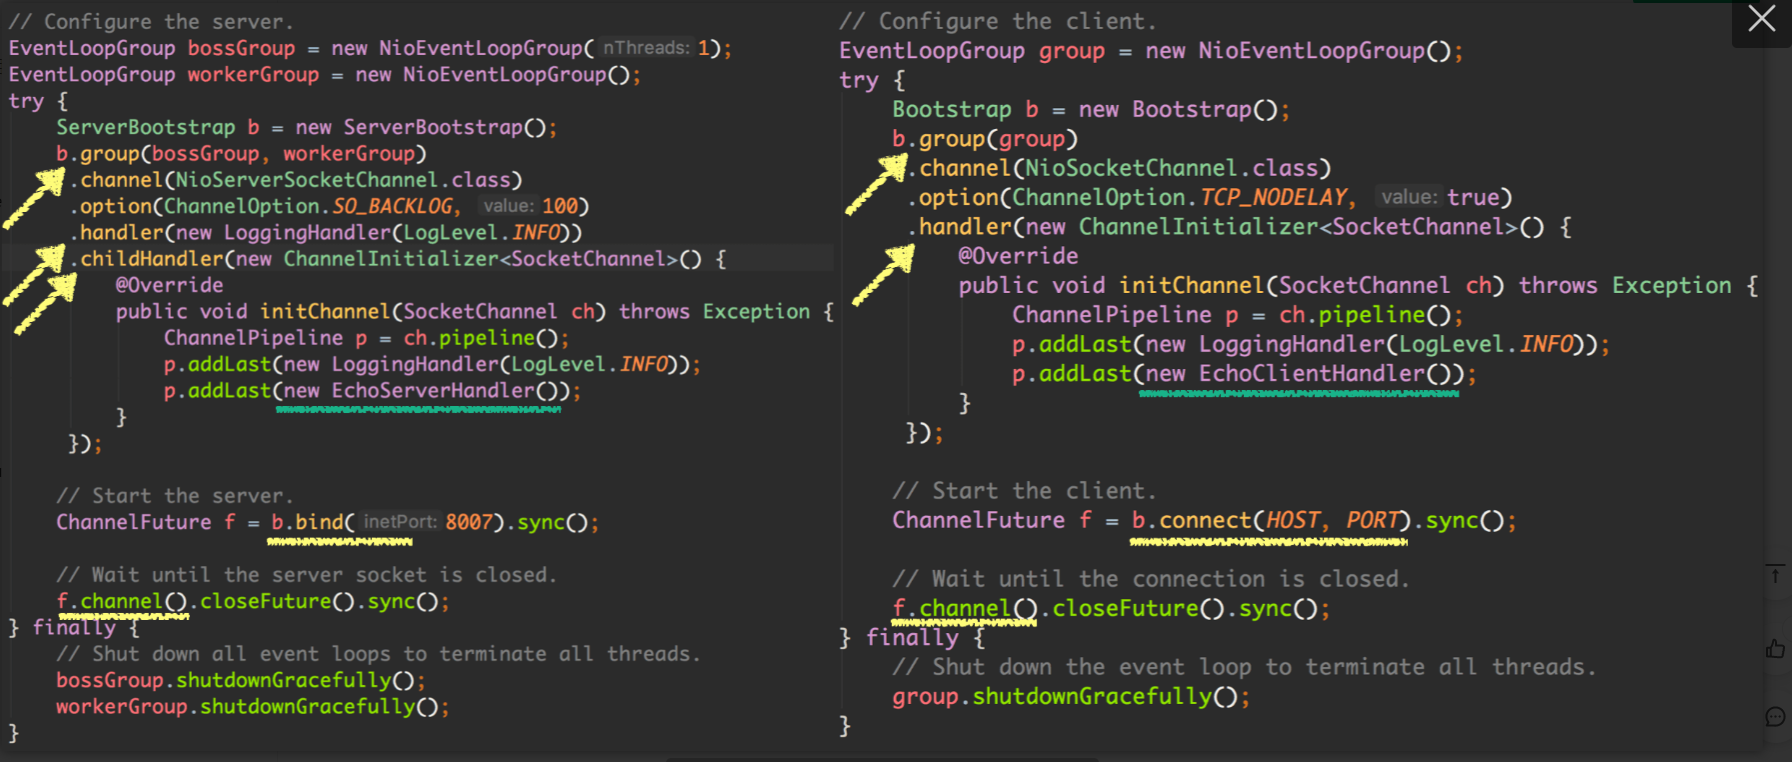 // Configure the server.
EventLoopGroup bossGroup = new NioEventLoopGroup( nThreads: 1);
EventLoopGroup workerGroup = new NioEventLoopGroup();
try {
    ServerBootstrap b = new ServerBootstrap();
    b.group(bossGroup, workerGroup)
     .channel(NioServerSocketChannel.class)
     .option(ChannelOption.SO_BACKLOG, value: 100)
     .handler(new LoggingHandler(LogLevel.INFO))
     .childHandler(new ChannelInitializer<SocketChannel>() {
         @Override
         public void initChannel(SocketChannel ch) throws Exception {
             ChannelPipeline p = ch.pipeline();
             p.addLast(new LoggingHandler(LogLevel.INFO));
             p.addLast(new EchoServerHandler());
         }
     });
    // Start the server.
    ChannelFuture f = b.bind( inetPort: 8007).sync();
    // Wait until the server socket is closed.
    f.channel().closeFuture().sync();
} finally {
    // Shut down all event loops to terminate all threads.
    bossGroup.shutdownGracefully();
    workerGroup.shutdownGracefully();
}
// Configure the client.
EventLoopGroup group = new NioEventLoopGroup();
try {
    Bootstrap b = new Bootstrap();
    b.group(group)
     .channel(NioSocketChannel.class)
     .option(ChannelOption.TCP_NODELAY, value: true)
     .handler(new ChannelInitializer<SocketChannel>() {
         @Override
         public void initChannel(SocketChannel ch) throws Exception {
             ChannelPipeline p = ch.pipeline();
             p.addLast(new LoggingHandler(LogLevel.INFO));
             p.addLast(new EchoClientHandler());
         }
     });
    // Start the client.
    ChannelFuture f = b.connect(HOST, PORT).sync();
    // Wait until the connection is closed.
    f.channel().closeFuture().sync();
} finally {
    // Shut down the event loop to terminate all threads.
    group.shutdownGracefully();
}